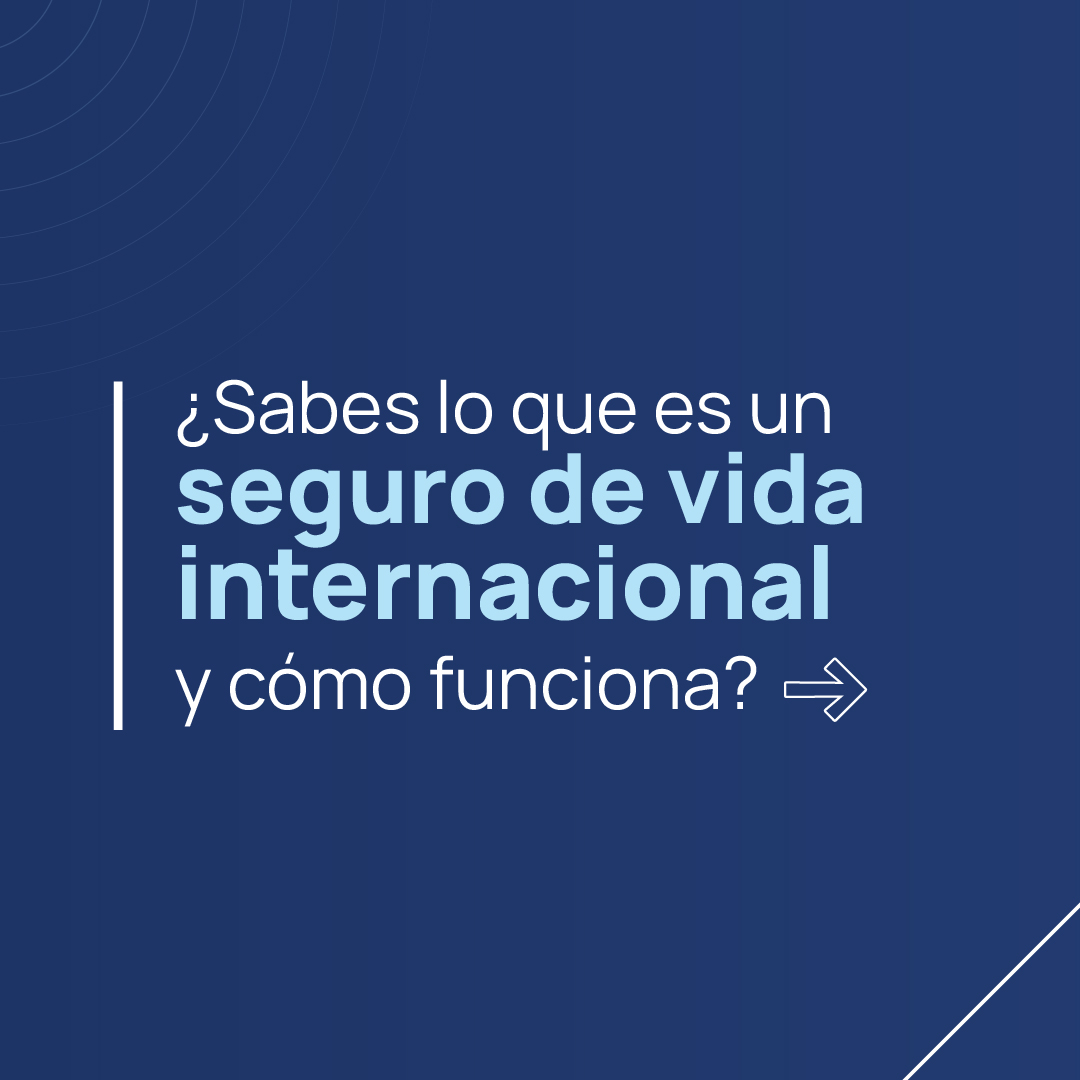 ¿Sabes lo que es un
seguro de vida
internacional
y cómo funciona?